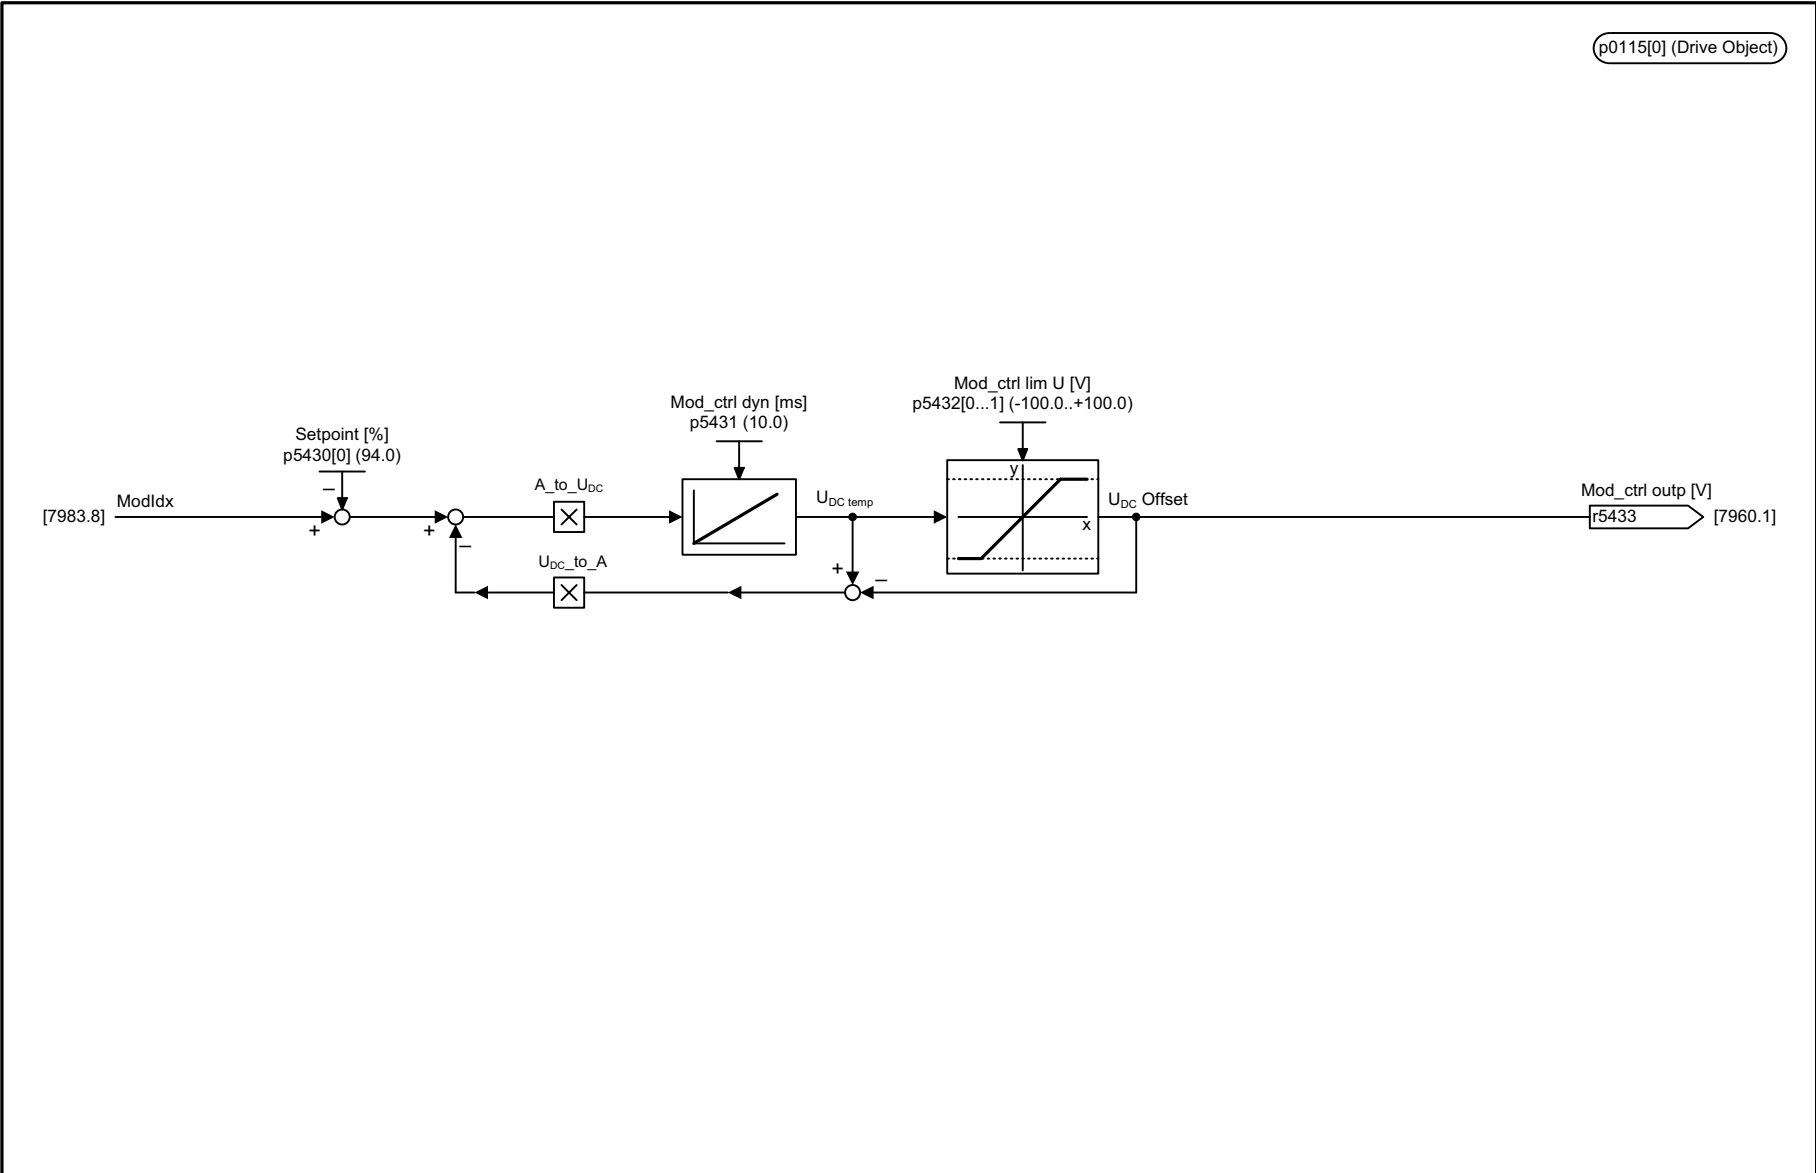 p0115[0] (Drive Object)
Mod_ctrl lim U [V]
p5432[0...1] (-100.0..+100.0)
Mod_ctrl dyn [ms]
p5431 (10.0)
Setpoint [%]
p5430[0] (94.0)
[7983.8]
ModIdx
–
+
+
–
A_to_UDC
UDC_to_A
UDC temp
+
–
y
x
UDC Offset
Mod_ctrl outp [V]
r5433
[7960.1]